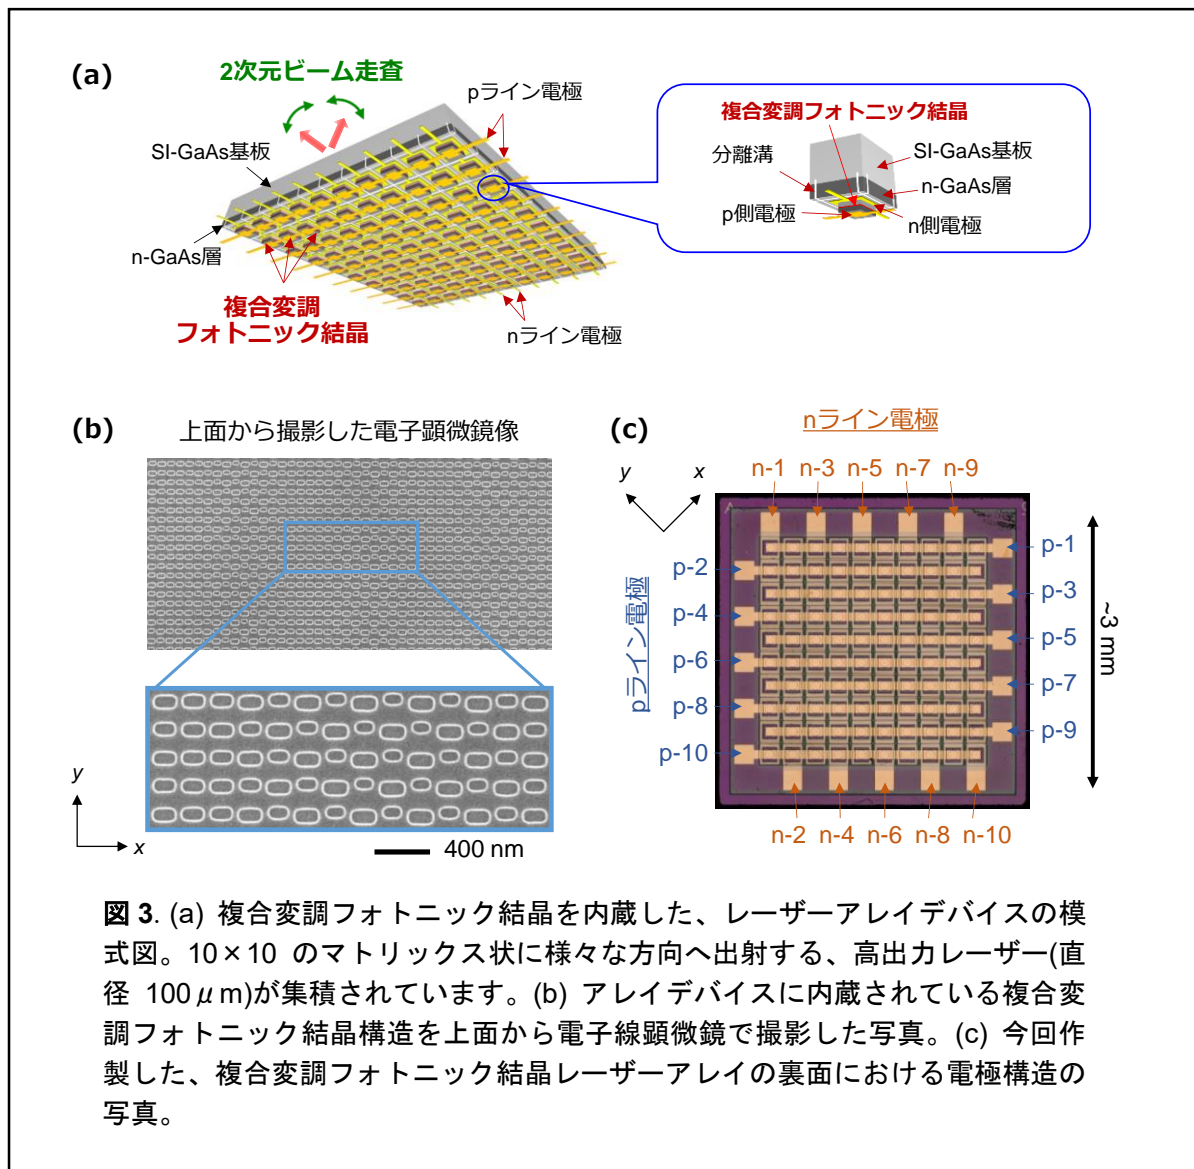 (a)
2次元ビーム走査
pライン電極
SI-GaAs基板
n-GaAs層
複合変調
フォトニック結晶
nライン電極
複合変調フォトニック結晶
分離溝
SI-GaAs基板
n-GaAs層
p側電極
n側電極
(b)
上面から撮影した電子顕微鏡像
y
x
400 nm
(c)
nライン電極
y
x
n-1 n-3 n-5 n-7 n-9
p-1
p-2
p-3
p-4
p-5
p-6
p-7
p-8
p-9
p-10
pライン電極
~3 mm
n-2 n-4 n-6 n-8 n-10
図 3. (a) 複合変調フォトニック結晶を内蔵した、レーザーアレイデバイスの模
式図。10×10 のマトリックス状に様々な方向へ出射する、高出力レーザー(直
径 100μm)が集積されています。(b) アレイデバイスに内蔵されている複合変
調フォトニック結晶構造を上面から電子線顕微鏡で撮影した写真。(c) 今回作
製した、複合変調フォトニック結晶レーザーアレイの裏面における電極構造の
写真。